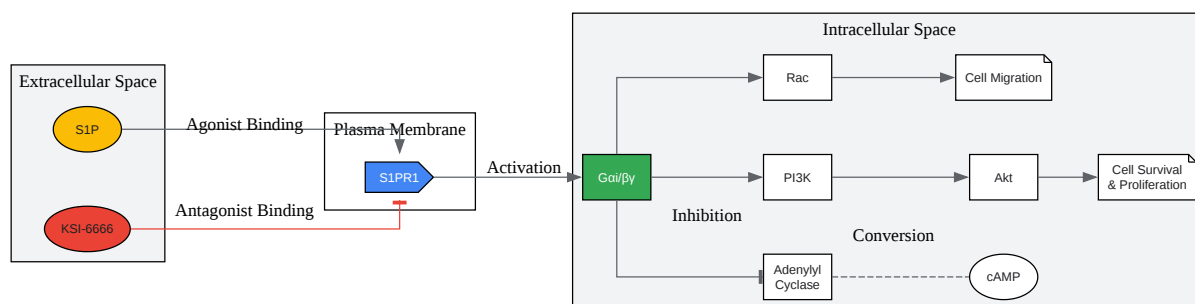 Extracellular Space
S1P
KSI-6666
Agonist Binding
Antagonist Binding
Plasma Membrane
S1PR1
Activation
Intracellular Space
Gαi/βγ
Rac
Cell Migration
PI3K
Akt
Cell Survival
& Proliferation
Inhibition
Conversion
Adenylyl
Cyclase
cAMP